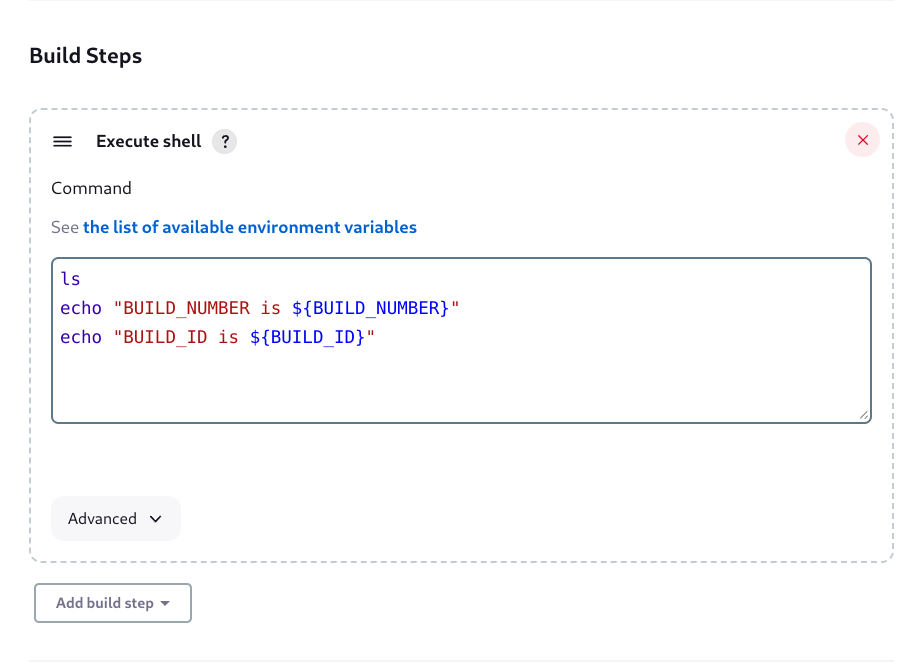 Build Steps
Execute shell ?
Command
See the list of available environment variables
ls
echo "BUILD_NUMBER is ${BUILD_NUMBER}"
echo "BUILD_ID is ${BUILD_ID}"
Advanced
Add build step